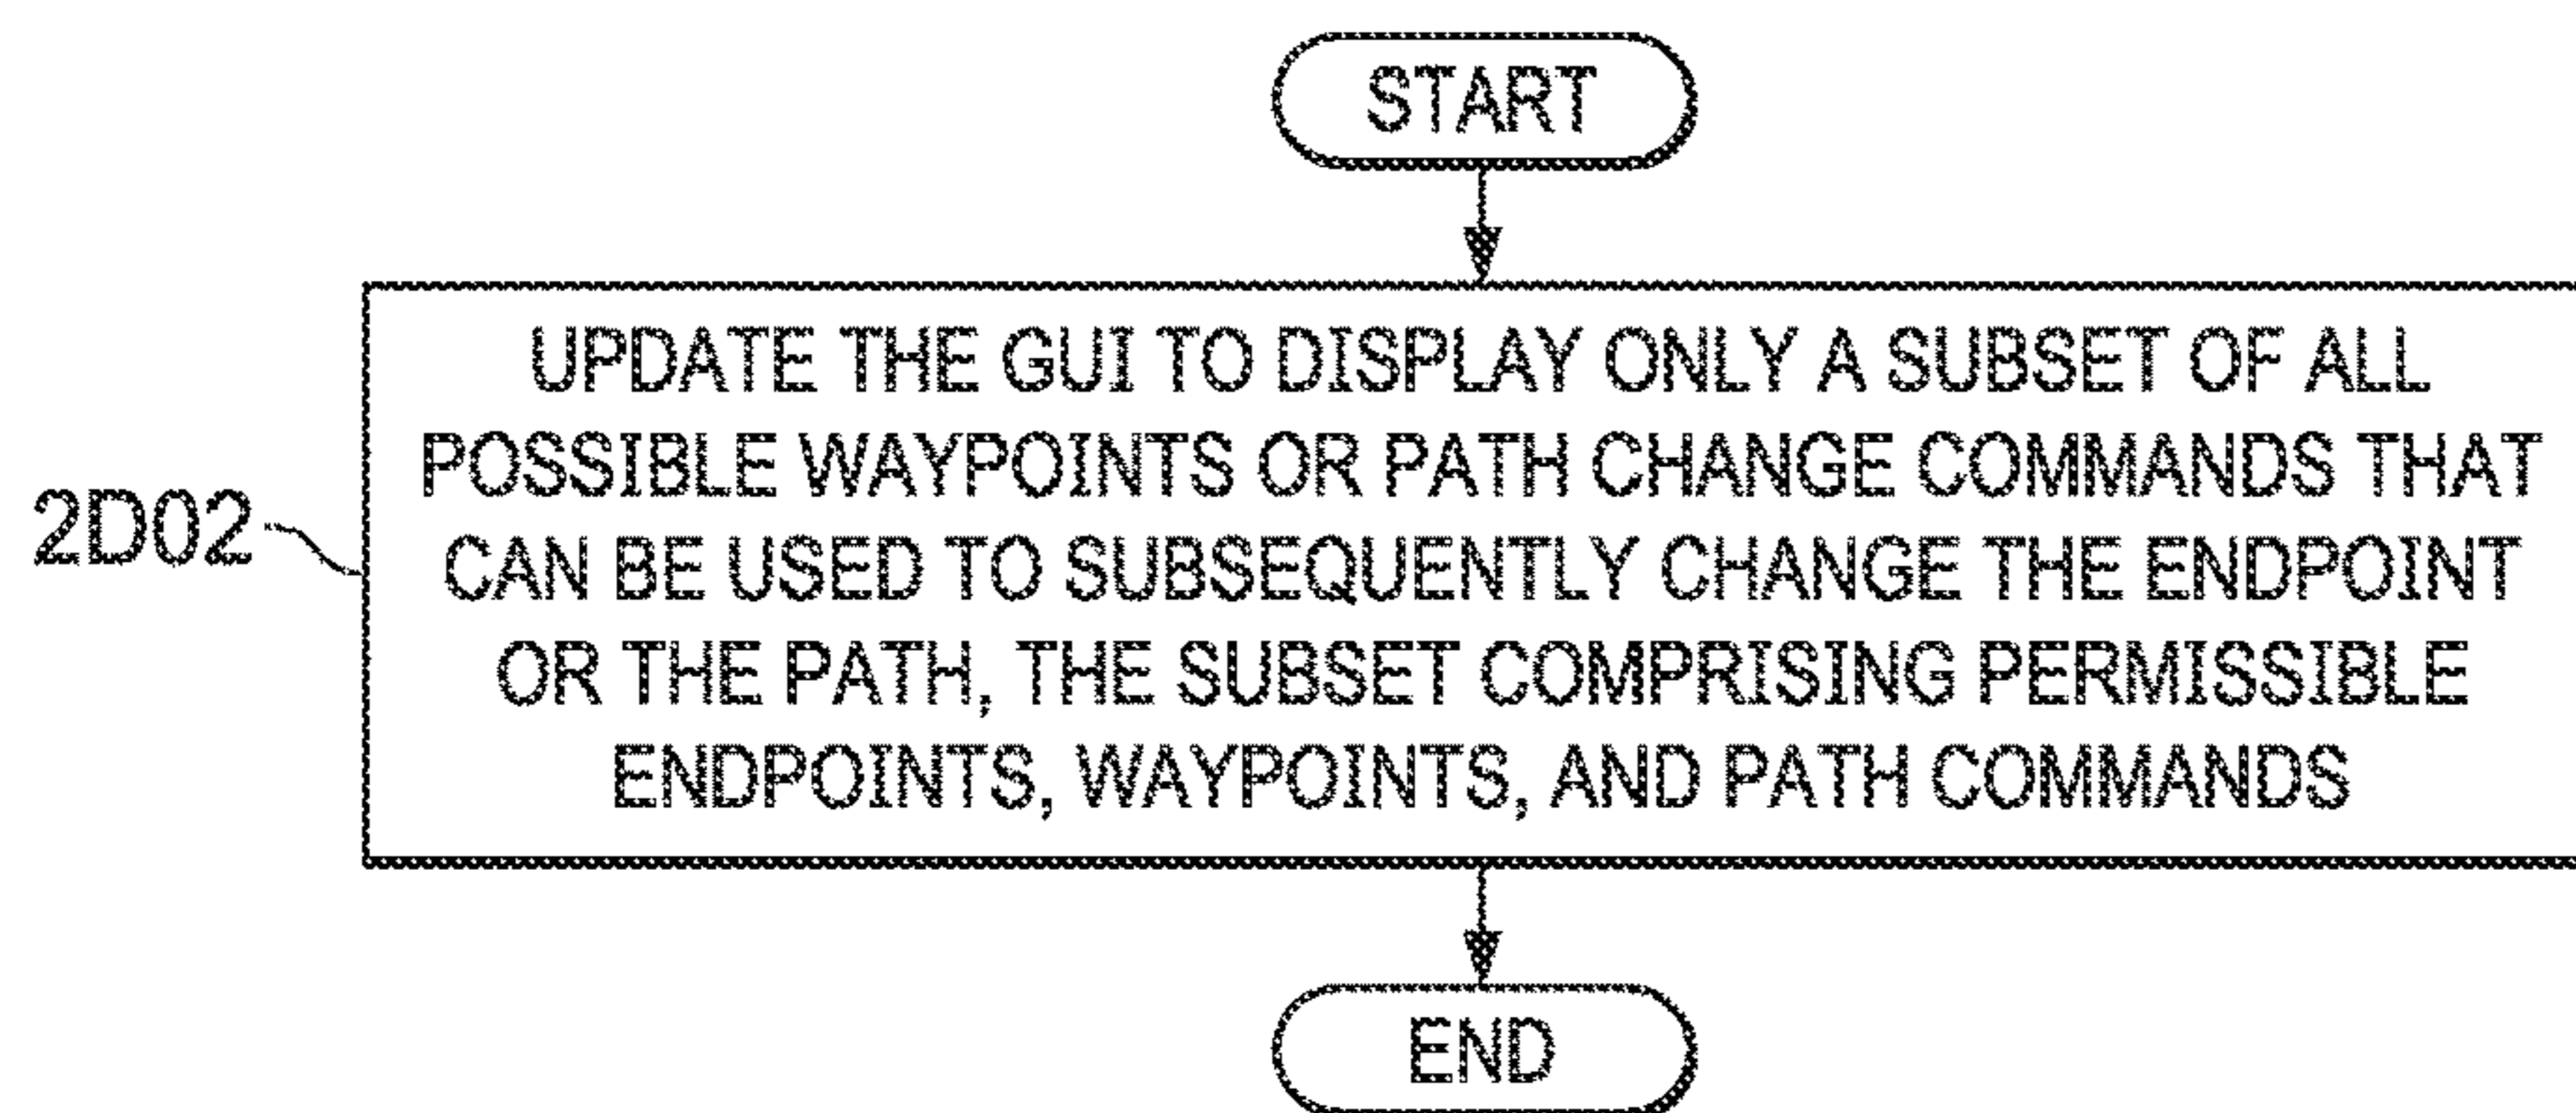 START
UPDATE THE GUI TO DISPLAY ONLY A SUBSET OF ALL
POSSIBLE WAYPOINTS OR PATH CHANGE COMMANDS THAT
CAN BE USED TO SUBSEQUENTLY CHANGE THE ENDPOINT
OR THE PATH, THE SUBSET COMPRISING PERMISSIBLE
ENDPOINTS, WAYPOINTS, AND PATH COMMANDS
2D02
END